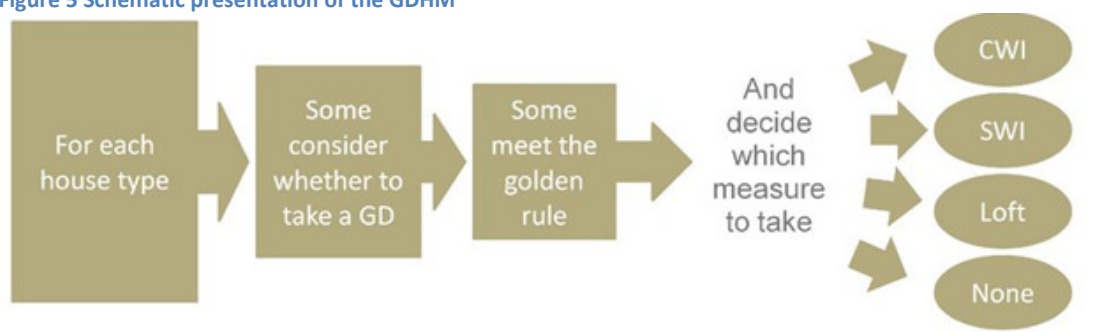 Figure 5 Schematic presentation of the GDHM
For each
house type
Some
consider
whether to
take a GD
Some
meet the
golden
rule
And
decide
which
measure
to take
CWI
SWI
Loft
None